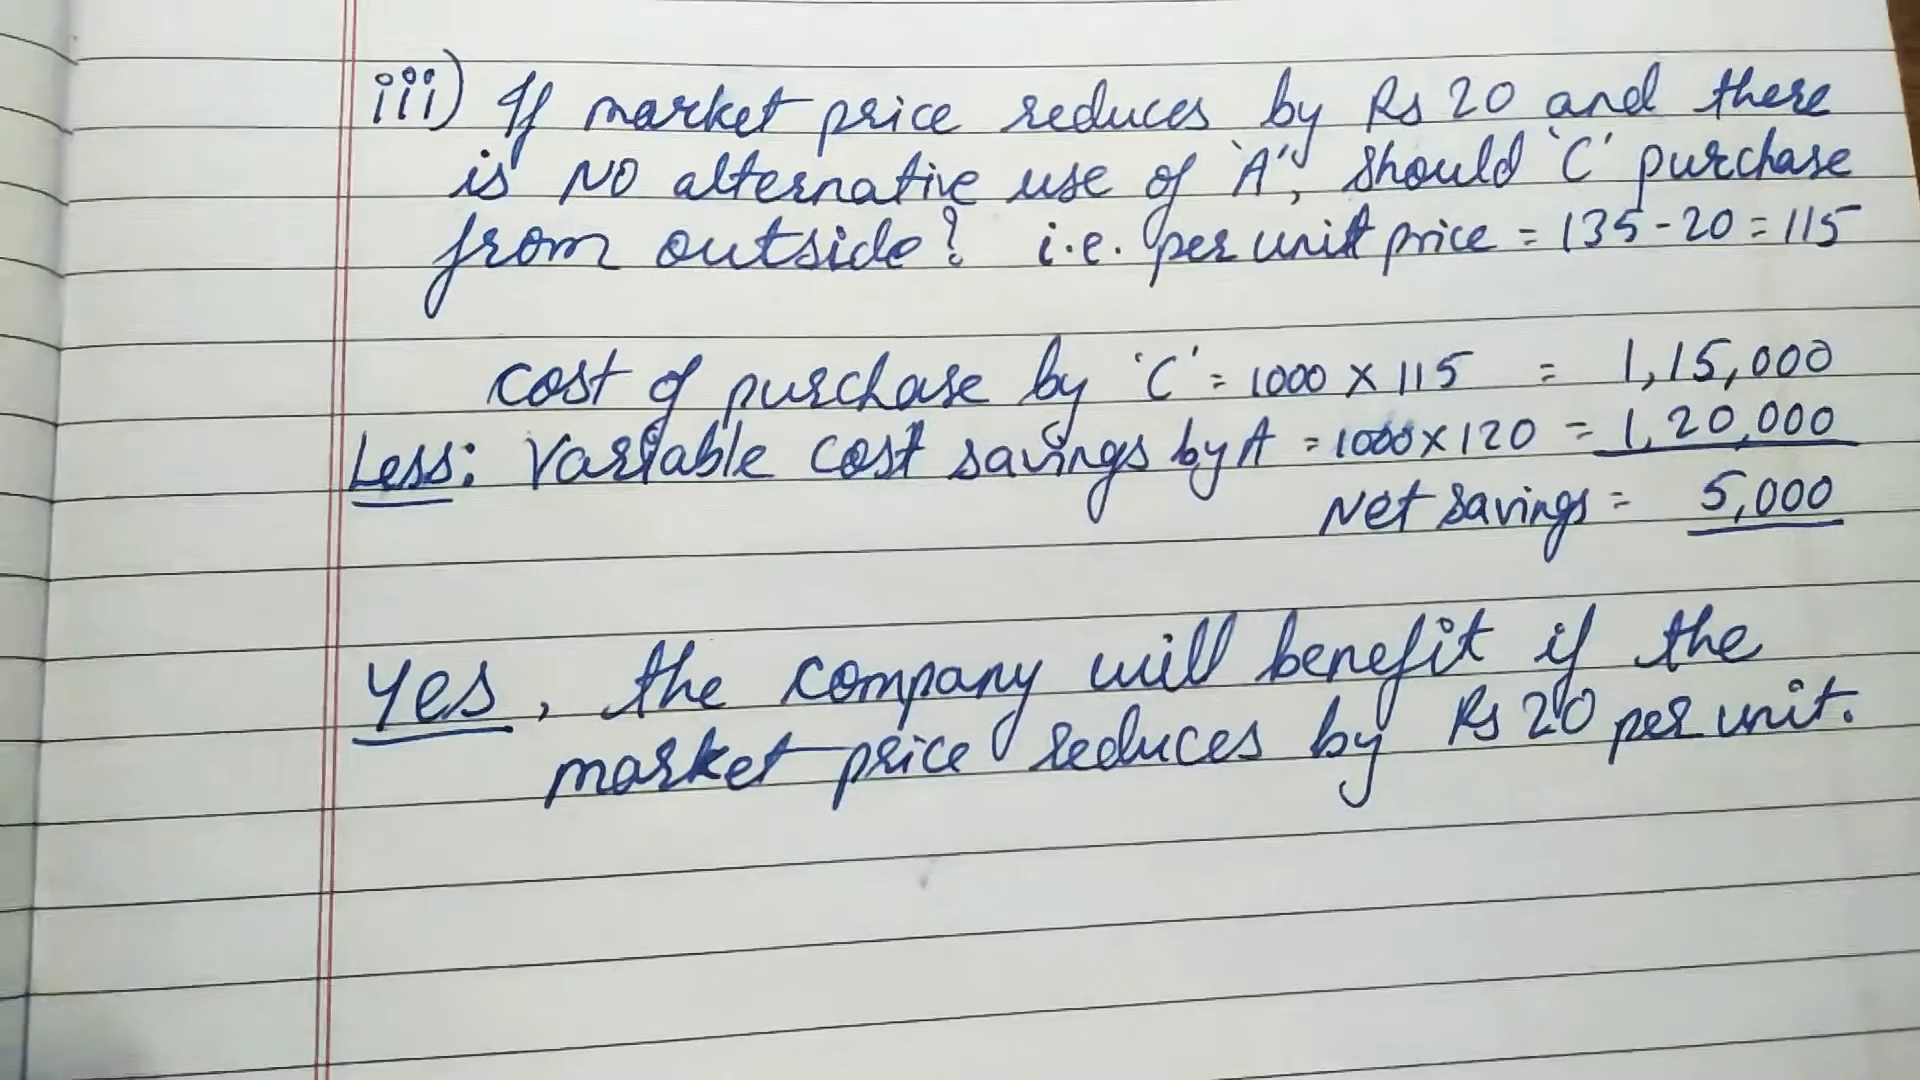 iii) If market price reduces by Rs 20 and there
is NO alternative use of 'A', should 'C' purchase
from outside? i.e. per unit price = 135-20 = 115
Cost of purchase by 'C' = 1000 X 115 = 1,15,000
Less: Variable cost savings by A = 1000 x 120 = 1,20,000
Net savings = 5,000
Yes, the company will benefit if the
market price reduces by Rs 20 per unit.